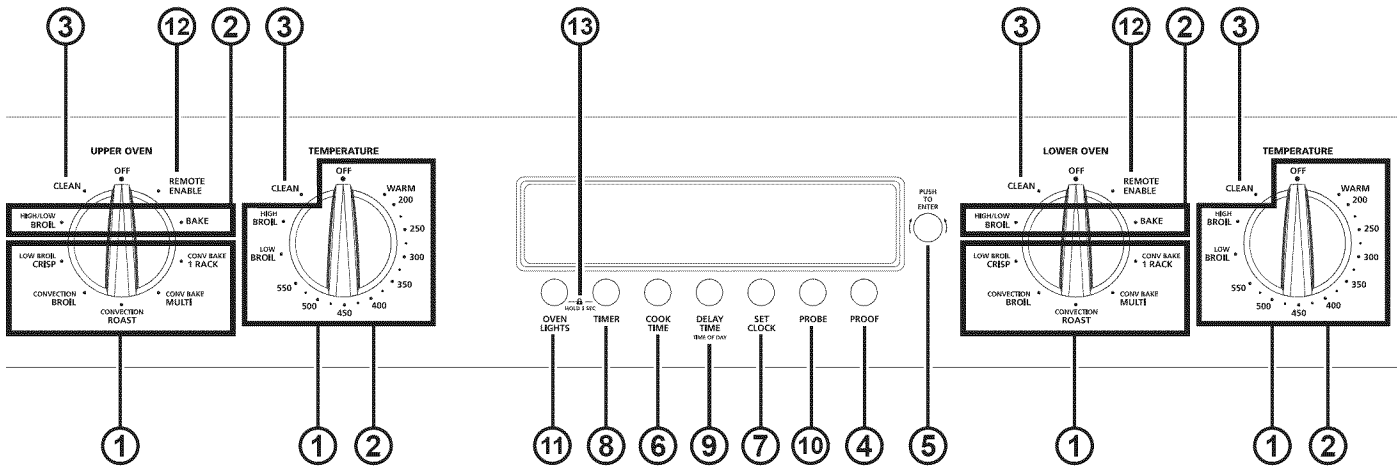 3
12
2
3
13
3
12
2
3
UPPER OVEN
OFF
CLEAN
REMOTE
ENABLE
HIGH/LOW
BROIL
BAKE
LOW BROIL
CRISP
CONV BAKE
1 RACK
CONVECTION
BROIL
CONV BAKE
MULTI
CONVECTION
ROAST
TEMPERATURE
OFF
CLEAN
WARM
200
HIGH
BROIL
250
LOW
BROIL
300
550
350
500
450
400
PUSH
TO
ENTER
HOLD 3 SEC
OVEN
LIGHTS
TIMER
COOK
TIME
DELAY
TIME
TIME OF DAY
SET
CLOCK
PROBE
PROOF
LOWER OVEN
OFF
CLEAN
REMOTE
ENABLE
HIGH/LOW
BROIL
BAKE
LOW BROIL
CRISP
CONV BAKE
1 RACK
CONVECTION
BROIL
CONV BAKE
MULTI
CONVECTION
ROAST
TEMPERATURE
OFF
CLEAN
WARM
200
HIGH
BROIL
250
LOW
BROIL
300
550
350
500
450
400
1
1
2
11
8
6
9
7
10
4
5
1
1
2